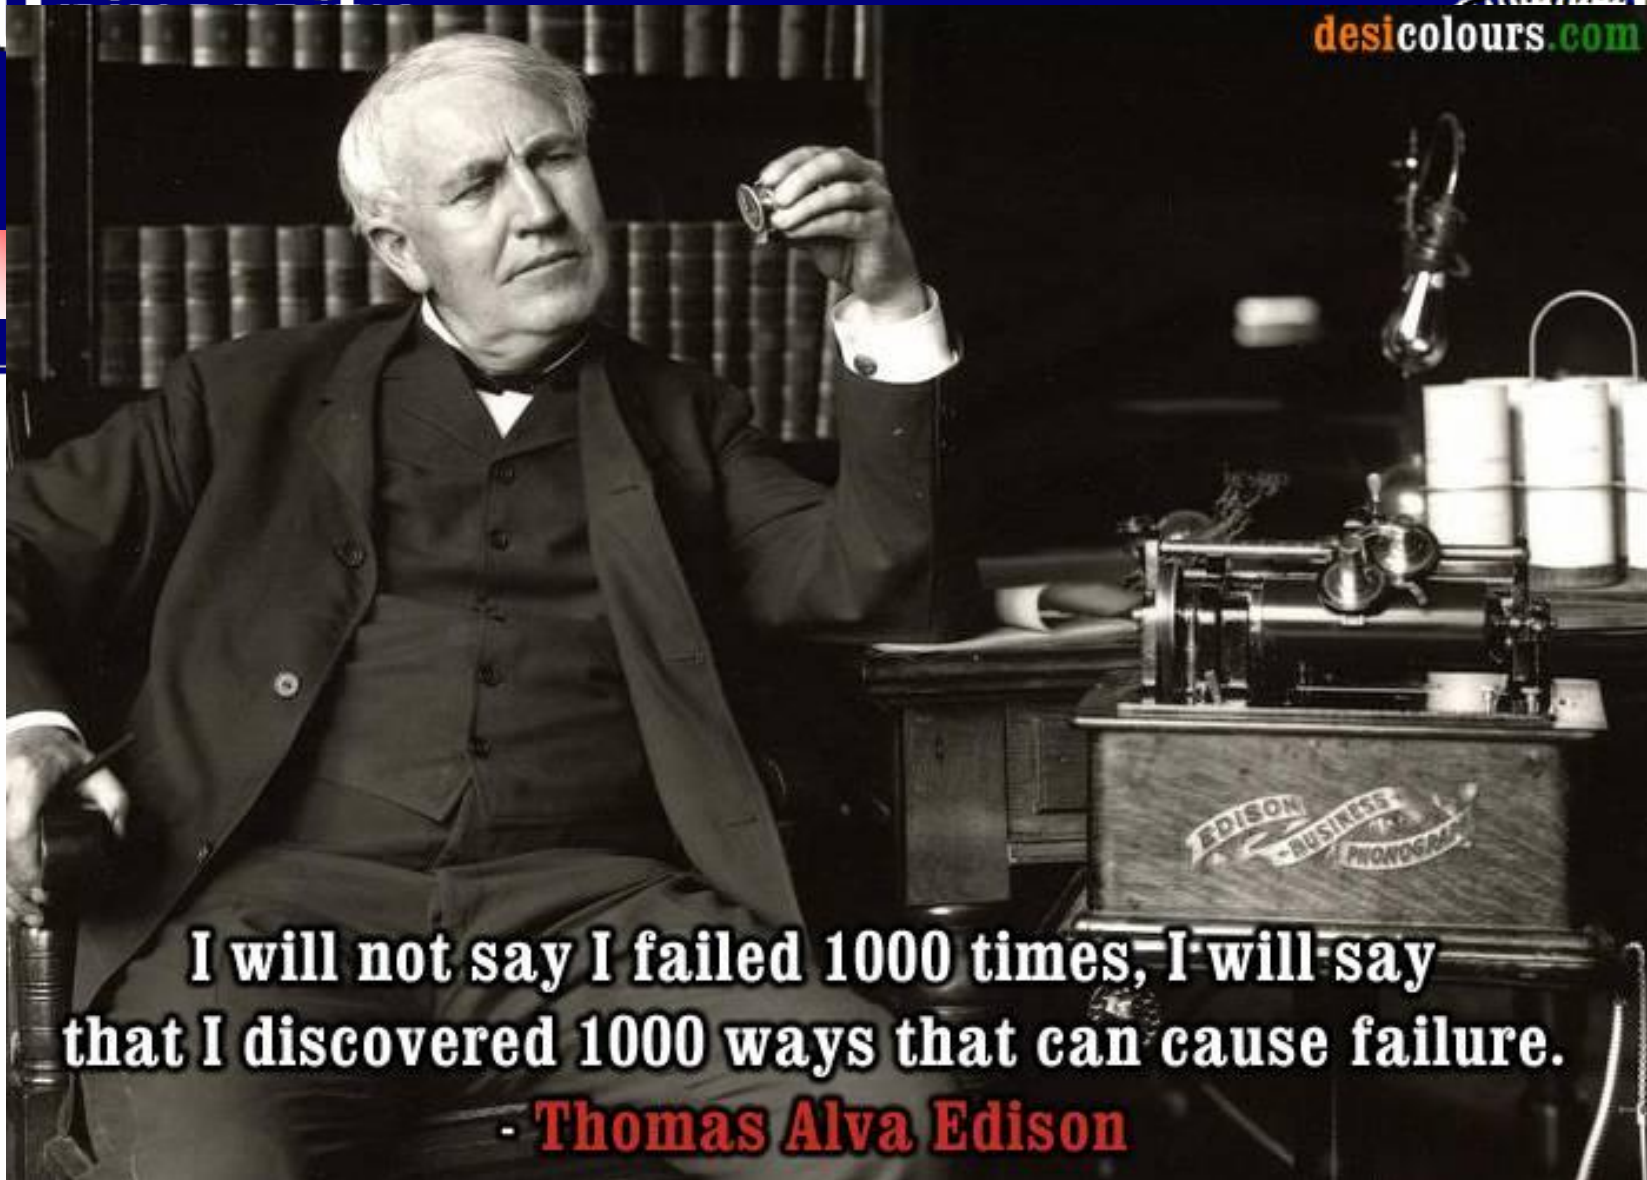 desicolours.com
EDISON
BUSINESS
PHONOGRAPH
I will not say I failed 1000 times, I will say
that I discovered 1000 ways that can cause failure.
- Thomas Alva Edison